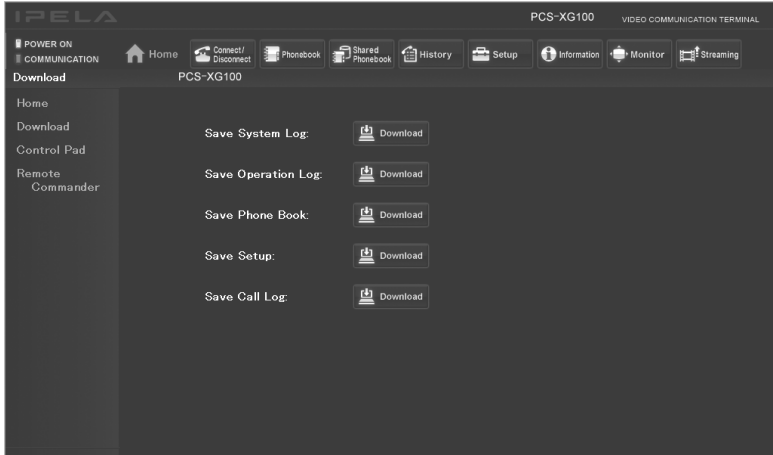 IPELA
PCS-XG100 VIDEO COMMUNICATION TERMINAL
POWER ON
COMMUNICATION
Home
Connect/
Disconnect
Phonebook
Shared
Phonebook
History
Setup
Information
Monitor
Streaming
Download
PCS-XG100
Home
Download
Control Pad
Remote
Commander
Save System Log: Download
Save Operation Log: Download
Save Phone Book: Download
Save Setup: Download
Save Call Log: Download